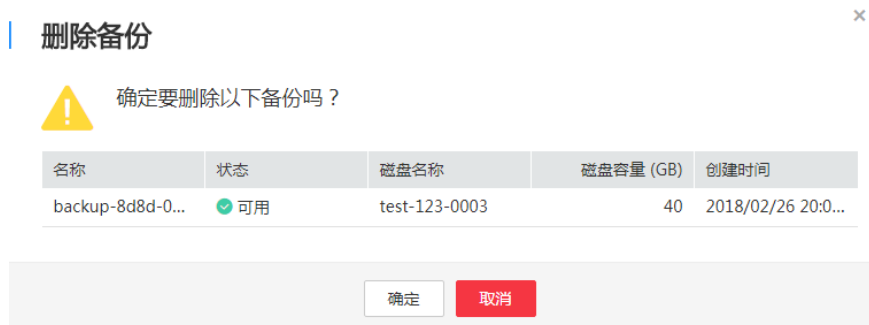 删除备份
确定要删除以下备份吗？
名称 状态 磁盘名称 磁盘容量 (GB) 创建时间
backup-8d8d-0... 可用 test-123-0003 40 2018/02/26 20:0...
确定 取消